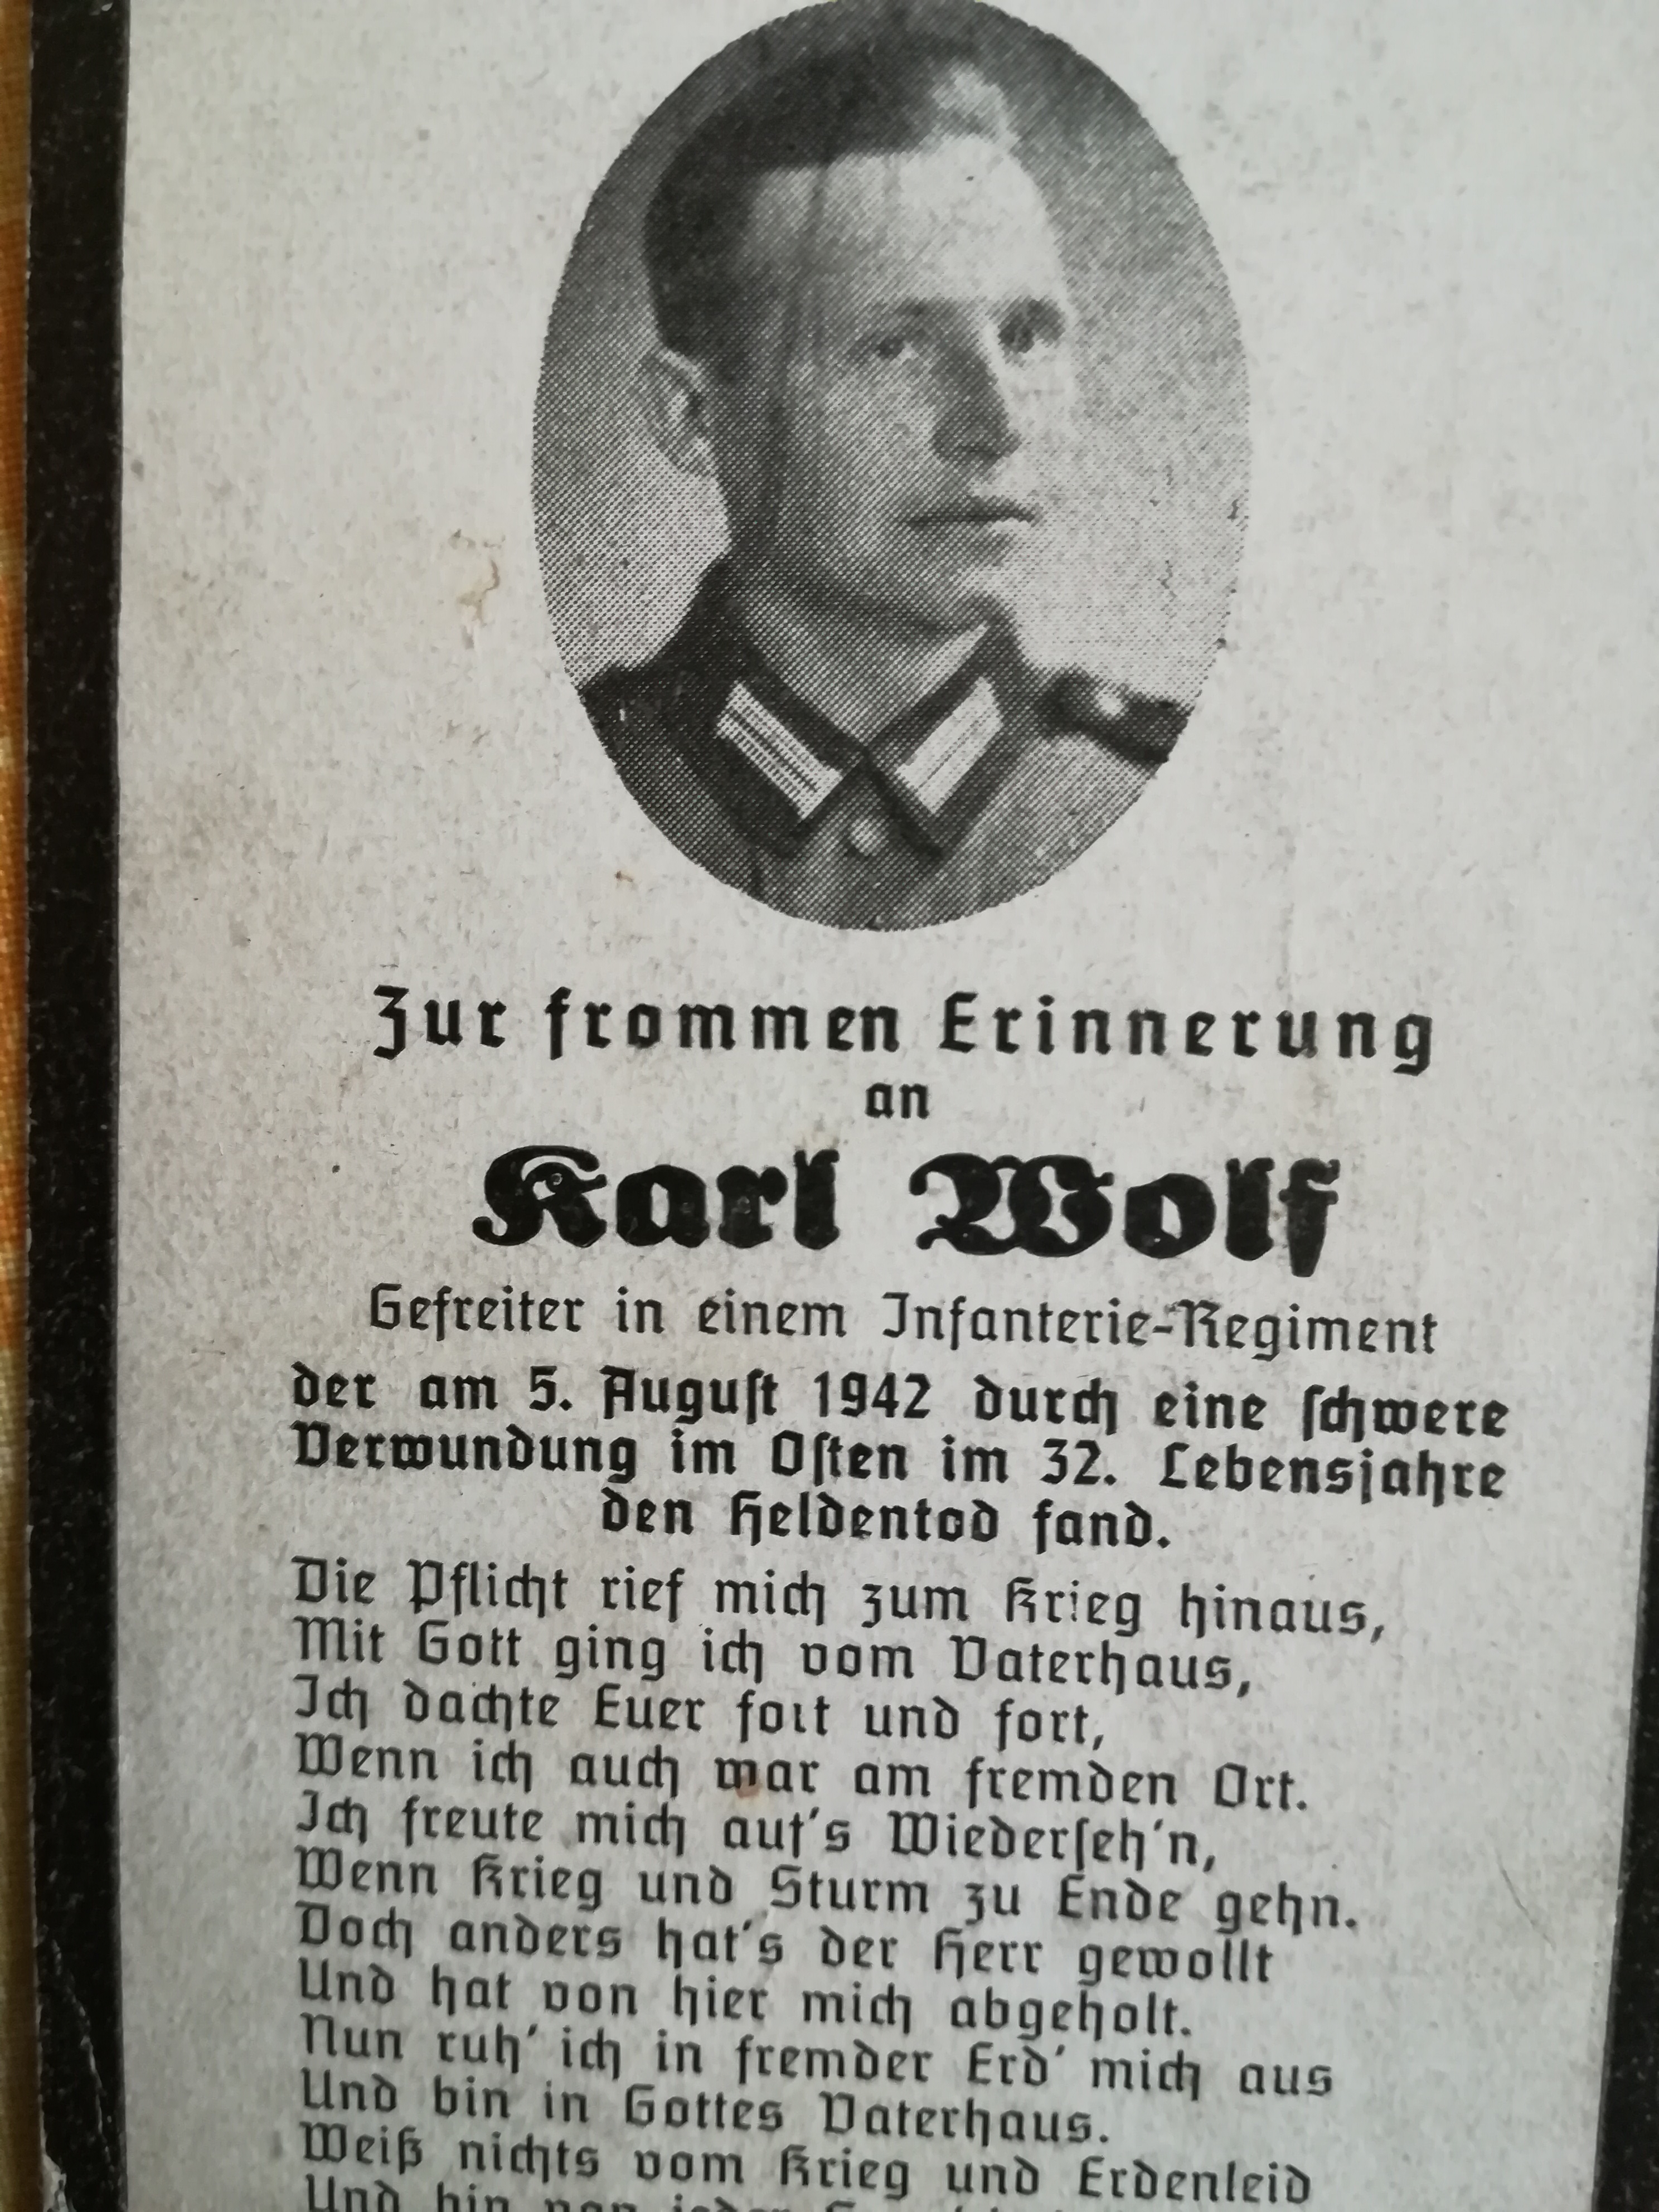 Zur frommen Erinnerung
an
Karl Wolf
Gefreiter in einem Infanterie-Regiment
der am 5. Auguſt 1942 durch eine ſchwere
Verwundung im Oſten im 32. Lebensjahre
den Heldentod fand.
Die Pflicht rief mich zum Krieg hinaus,
Mit Gott ging ich vom Vaterhaus,
Ich dachte Euer fort und fort,
Wenn ich auch war am fremden Ort.
Ich freute mich auf's Wiederſeh'n,
Wenn Krieg und Sturm zu Ende gehn.
Doch anders hat's der Herr gewollt
Und hat von hier mich abgeholt.
Nun ruh' ich in fremder Erd' mich aus
Und bin in Gottes Vaterhaus.
Weiß nichts vom Krieg und Erdenleid
Und bin von jeder